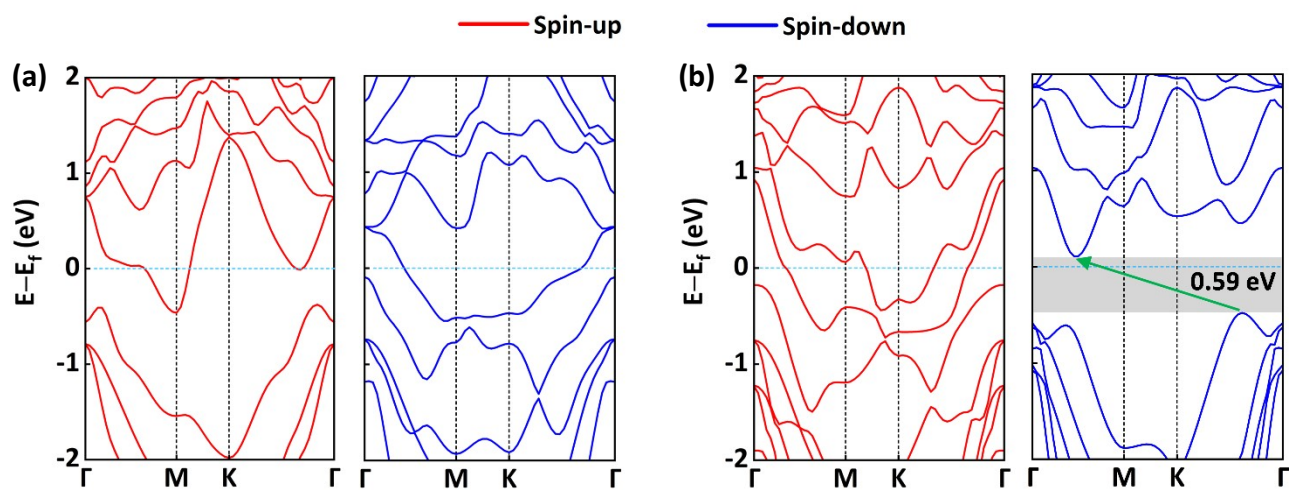 Spin-up Spin-down
(a) (b)
E−E_f (eV)
2
1
0
-1
-2
Γ M K Γ
Γ M K Γ
E−E_f (eV)
2
1
0
-1
-2
0.59 eV
Γ M K Γ
Γ M K Γ